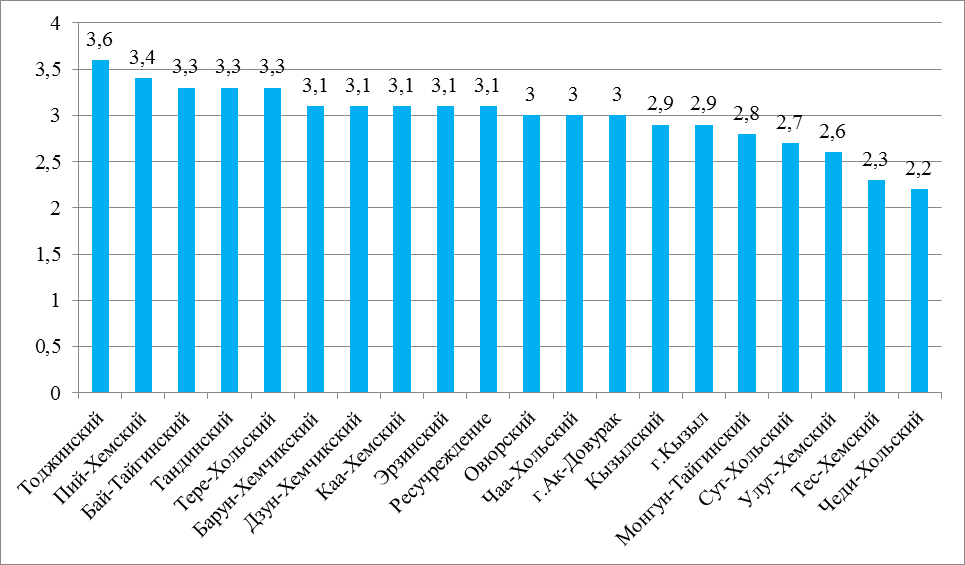 4
3,5
3
2,5
2
1,5
1
0,5
0
3,6
3,4
3,3
3,3
3,3
3,1
3,1
3,1
3,1
3,1
3
3
3
2,9
2,9
2,8
2,7
2,6
2,3
2,2
Тоджинский
Пий-Хемский
Бай-Тайгинский
Тандинский
Тере-Хольский
Барун-Хемчикский
Дзун-Хемчикский
Каа-Хемский
Эрзинский
Ресучреждение
Овюрский
Чаа-Хольский
г.Ак-Довурак
Кызылский
г.Кызыл
Монгун-Тайгинский
Сут-Хольский
Улуг-Хемский
Тес-Хемский
Чеди-Хольский